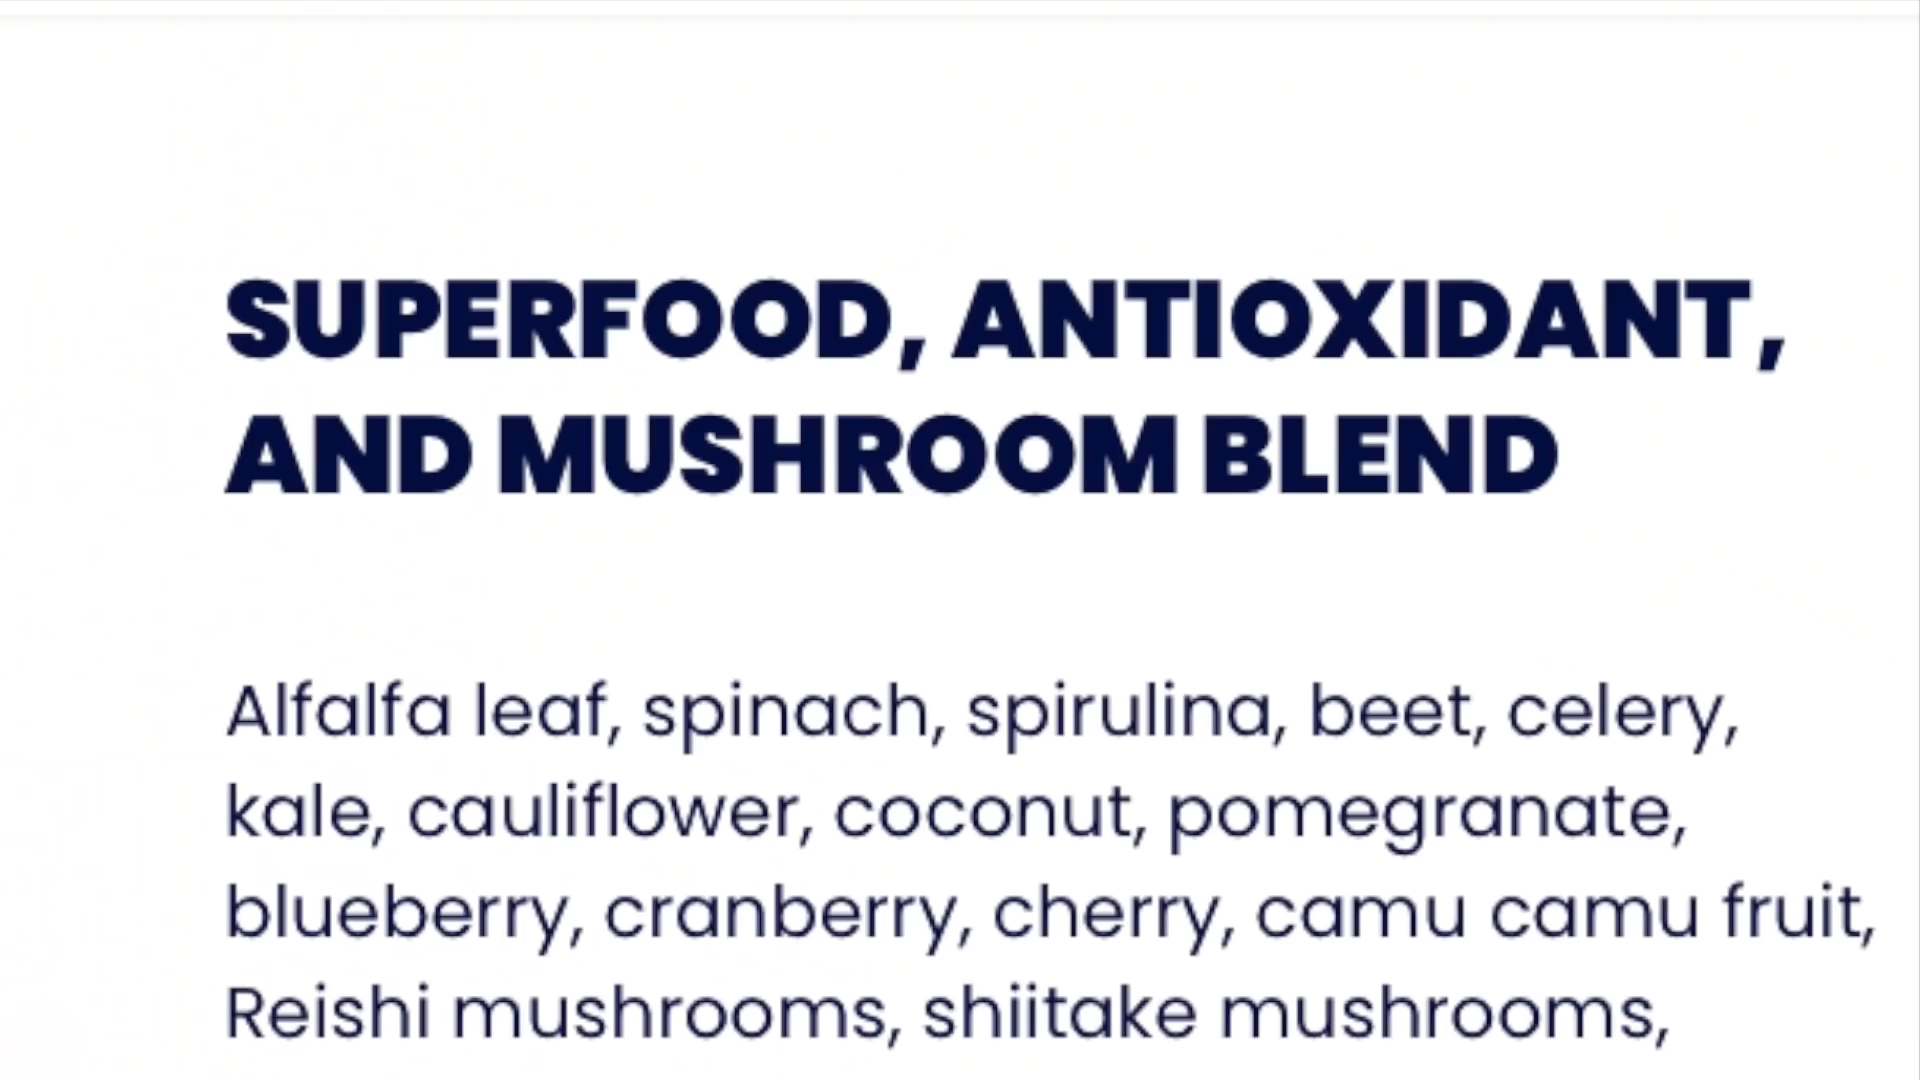 SUPERFOOD, ANTIOXIDANT,
AND MUSHROOM BLEND
Alfalfa leaf, spinach, spirulina, beet, celery,
kale, cauliflower, coconut, pomegranate,
blueberry, cranberry, cherry, camu camu fruit,
Reishi mushrooms, shiitake mushrooms,